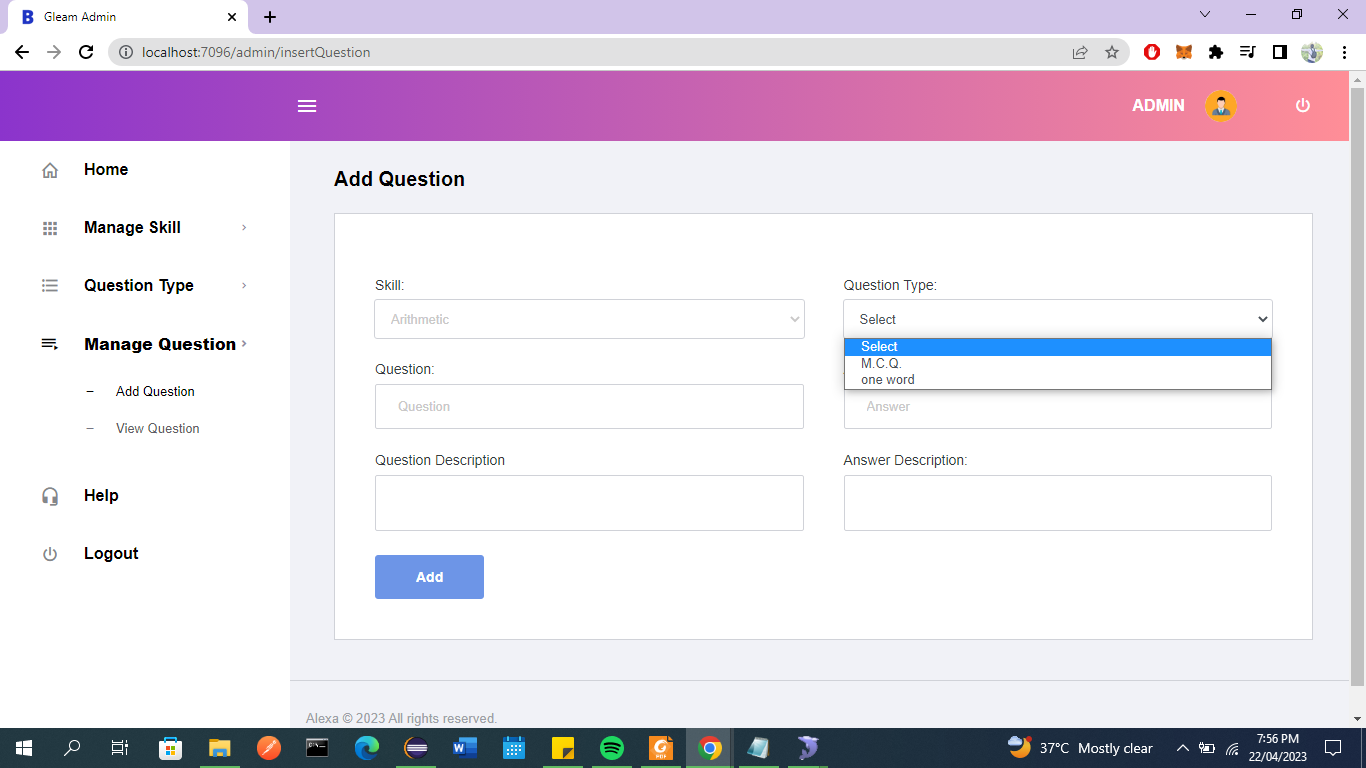 Gleam Admin
localhost:7096/admin/insertQuestion
ADMIN
Home
Manage Skill
Question Type
Manage Question
Add Question
View Question
Help
Logout
Add Question
Skill:
Question Type:
Arithmetic
Select
Select
M.C.Q.
one word
Question:
Question
Answer
Question Description
Answer Description:
Add
Alexa © 2023 All rights reserved.
37°C Mostly clear
7:56 PM
22/04/2023